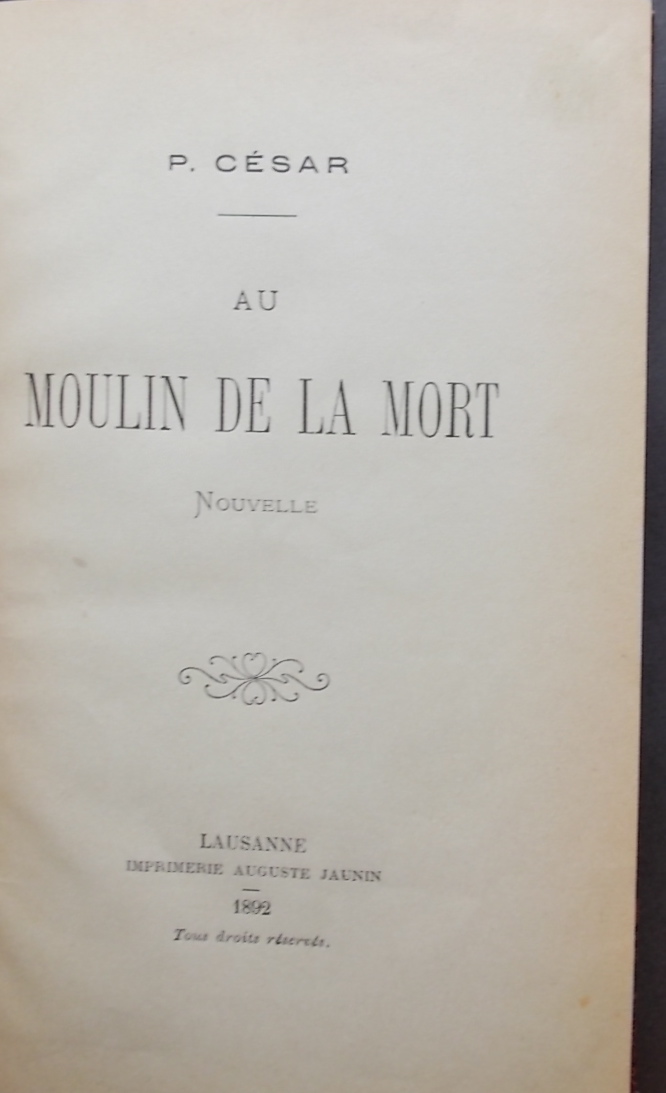 P. CÉSAR
AU
MOULIN DE LA MORT
NOUVELLE
LAUSANNE
IMPRIMERIE AUGUSTE JAUNIN
1892
Tous droits réservés.